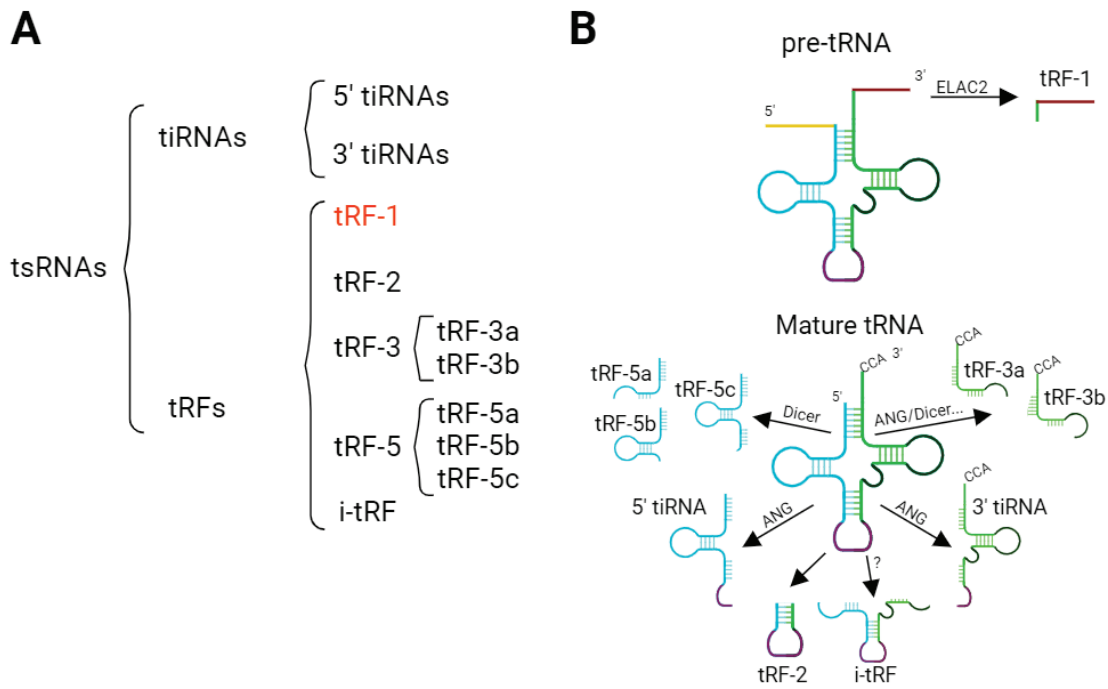 A
tsRNAs
tiRNAs
5' tiRNAs
3' tiRNAs
tRFs
tRF-1
tRF-2
tRF-3
tRF-3a
tRF-3b
tRF-5
tRF-5a
tRF-5b
tRF-5c
i-tRF
B
pre-tRNA
5'
3'
ELAC2
tRF-1
Mature tRNA
5'
CCA 3'
tRF-5a
tRF-5b
tRF-5c
Dicer
ANG/Dicer...
CCA
tRF-3a
CCA
tRF-3b
5' tiRNA
ANG
ANG
CCA
3' tiRNA
?
tRF-2
i-tRF